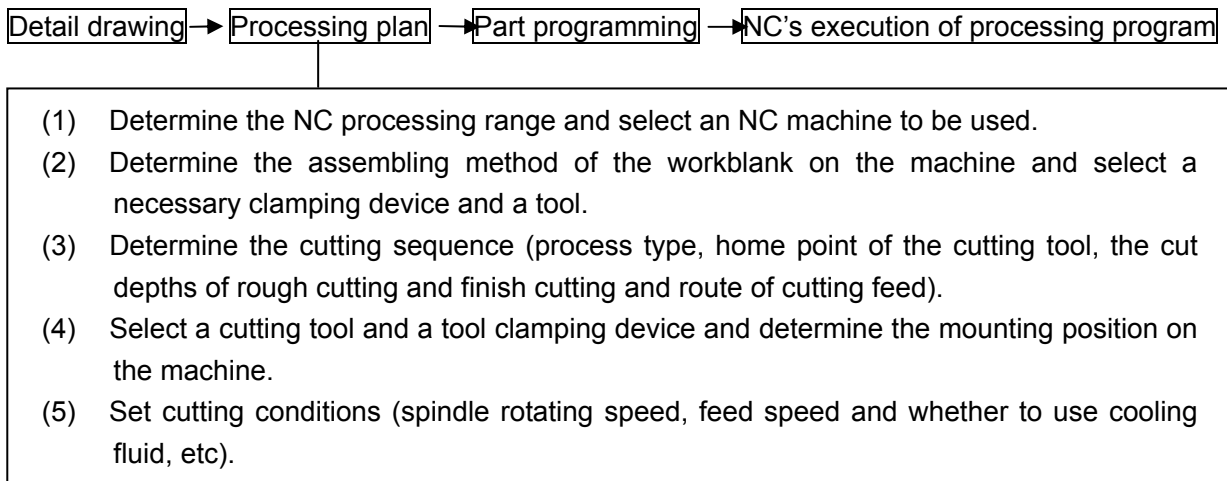 Detail drawing Processing plan Part programming NC’s execution of processing program
(1) Determine the NC processing range and select an NC machine to be used.
(2) Determine the assembling method of the workblank on the machine and select a
necessary clamping device and a tool.
(3) Determine the cutting sequence (process type, home point of the cutting tool, the cut
depths of rough cutting and finish cutting and route of cutting feed).
(4) Select a cutting tool and a tool clamping device and determine the mounting position on
the machine.
(5) Set cutting conditions (spindle rotating speed, feed speed and whether to use cooling
fluid, etc).